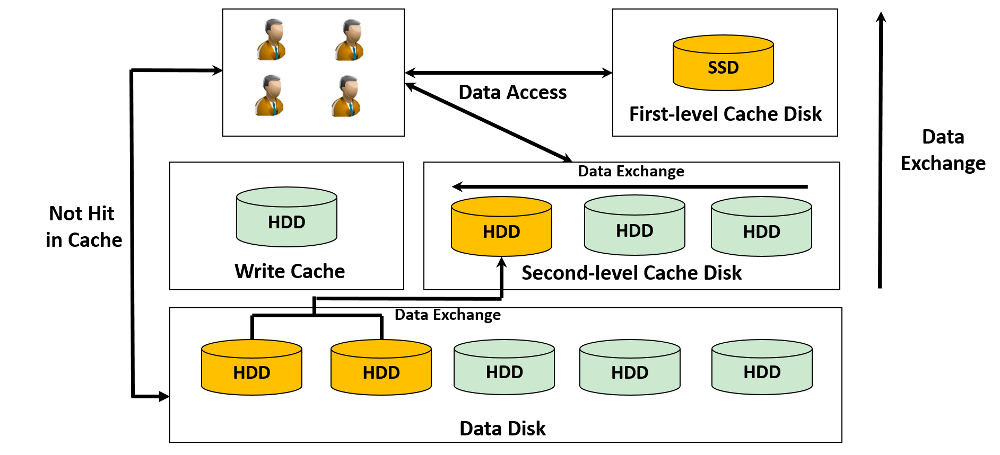 SSD
Data Access
First-level Cache Disk
Data
Exchange
Data Exchange
Not Hit
in Cache
HDD
HDD
HDD
HDD
Write Cache
Second-level Cache Disk
Data Exchange
HDD
HDD
HDD
HDD
HDD
Data Disk